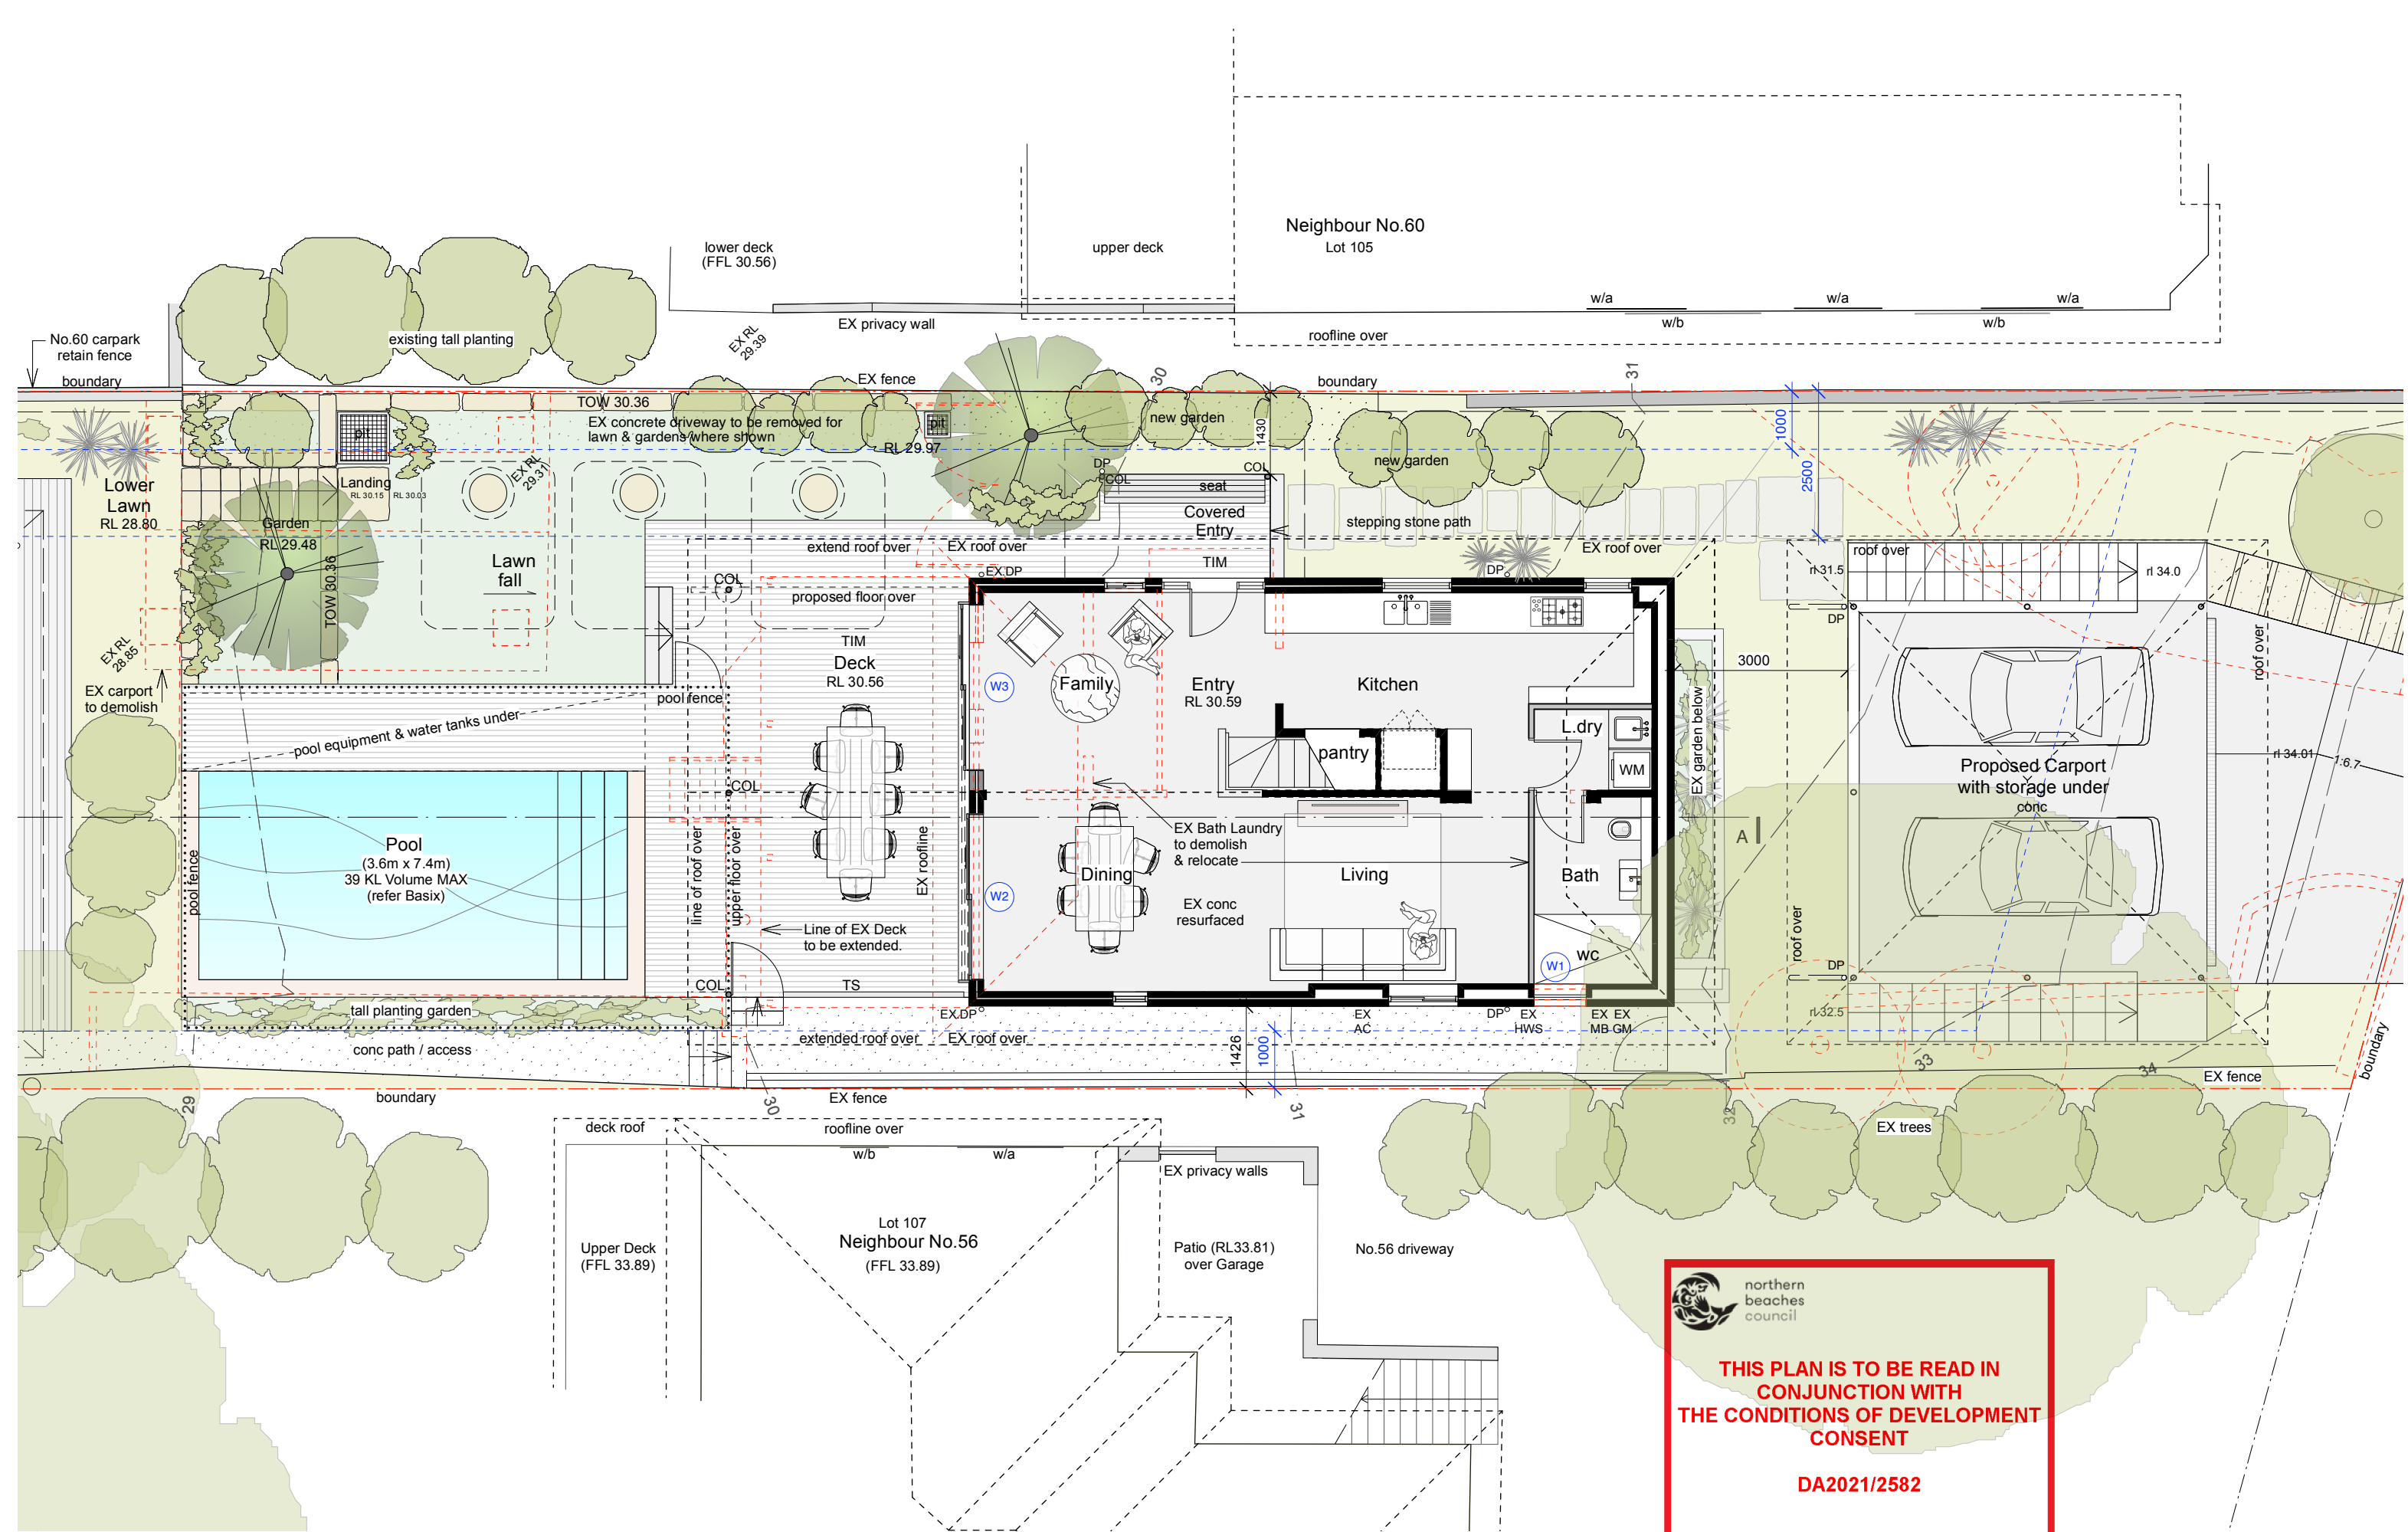 Neighbour No.60
Lot 105
lower deck
(FFL 30.56)
upper deck
w/a
w/a
w/a
w/b
w/b
EX privacy wall
roofline over
No.60 carpark
retain fence
existing tall planting
EX RL
29.39
boundary
EX fence
30
boundary
31
TOW 30.36
EX concrete driveway to be removed for
lawn & gardens where shown
RL 29.97
pit
pit
new garden
new garden
1430
1000
2500
Lower
Lawn
RL 28.80
Landing
RL 30.15
RL 30.03
EX RL
29.31
DP
COL
COL
seat
Covered
Entry
stepping stone path
Garden
RL 29.48
TOW 30.36
Lawn
fall
extend roof over
EX roof over
EX roof over
roof over
TIM
EX.DP
DP
rl 31.5
rl 34.0
COL
proposed floor over
DP
EX RL
28.85
EX carport
to demolish
TIM
Deck
RL 30.56
W3
Family
Entry
RL 30.59
Kitchen
3000
roof over
pool fence
pool equipment & water tanks under
pantry
L.dry
WM
EX garden below
rl 34.01
1:6.7
Proposed Carport
with storage under
conc
COL
Pool
(3.6m x 7.4m)
39 KL Volume MAX
(refer Basix)
pool fence
line of roof over
upper floor over
EX roofline
EX Bath Laundry
to demolish
& relocate
A
W2
Dining
Living
Bath
EX conc
resurfaced
Line of EX Deck
to be extended.
roof over
W1
wc
DP
COL
TS
tall planting garden
EX.DP
EX
AC
DP
EX
HWS
EX
MB
EX
GM
rl 32.5
conc path / access
extended roof over
EX roof over
1426
1000
33
34
EX fence
boundary
boundary
29
30
EX fence
31
32
EX trees
deck roof
roofline over
w/b
w/a
EX privacy walls
Lot 107
Neighbour No.56
(FFL 33.89)
Upper Deck
(FFL 33.89)
Patio (RL33.81)
over Garage
No.56 driveway
northern
beaches
council
THIS PLAN IS TO BE READ IN
CONJUNCTION WITH
THE CONDITIONS OF DEVELOPMENT
CONSENT
DA2021/2582